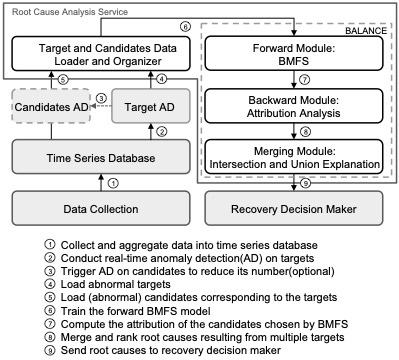 Root Cause Analysis Service
⑥
BALANCE
Target and Candidates Data
Loader and Organizer
Forward Module:
BMFS
⑤
④
⑦
Candidates AD
③
Target AD
Backward Module:
Attribution Analysis
②
⑧
Time Series Database
Merging Module:
Intersection and Union Explanation
①
⑨
Data Collection
Recovery Decision Maker
① Collect and aggregate data into time series database
② Conduct real-time anomaly detection(AD) on targets
③ Trigger AD on candidates to reduce its number(optional)
④ Load abnormal targets
⑤ Load (abnormal) candidates corresponding to the targets
⑥ Train the forward BMFS model
⑦ Compute the attribution of the candidates chosen by BMFS
⑧ Merge and rank root causes resulting from multiple targets
⑨ Send root causes to recovery decision maker